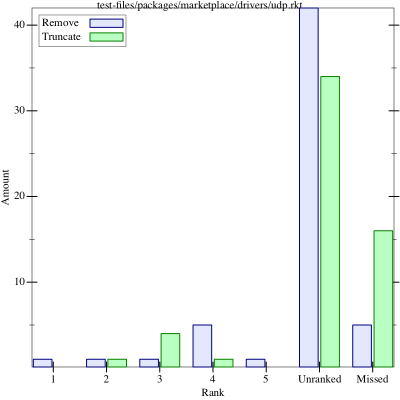 test-files/packages/marketplace/drivers/udp.rkt
Remove
Truncate
40
30
20
10
Amount
1 2 3 4 5 Unranked Missed
Rank